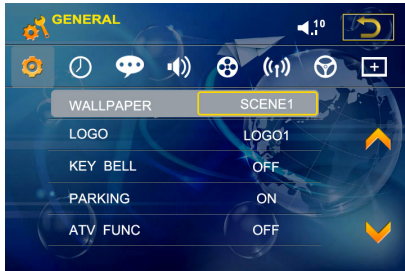 GENERAL
10
WALLPAPER SCENE1
LOGO LOGO1
KEY BELL OFF
PARKING ON
ATV FUNC OFF